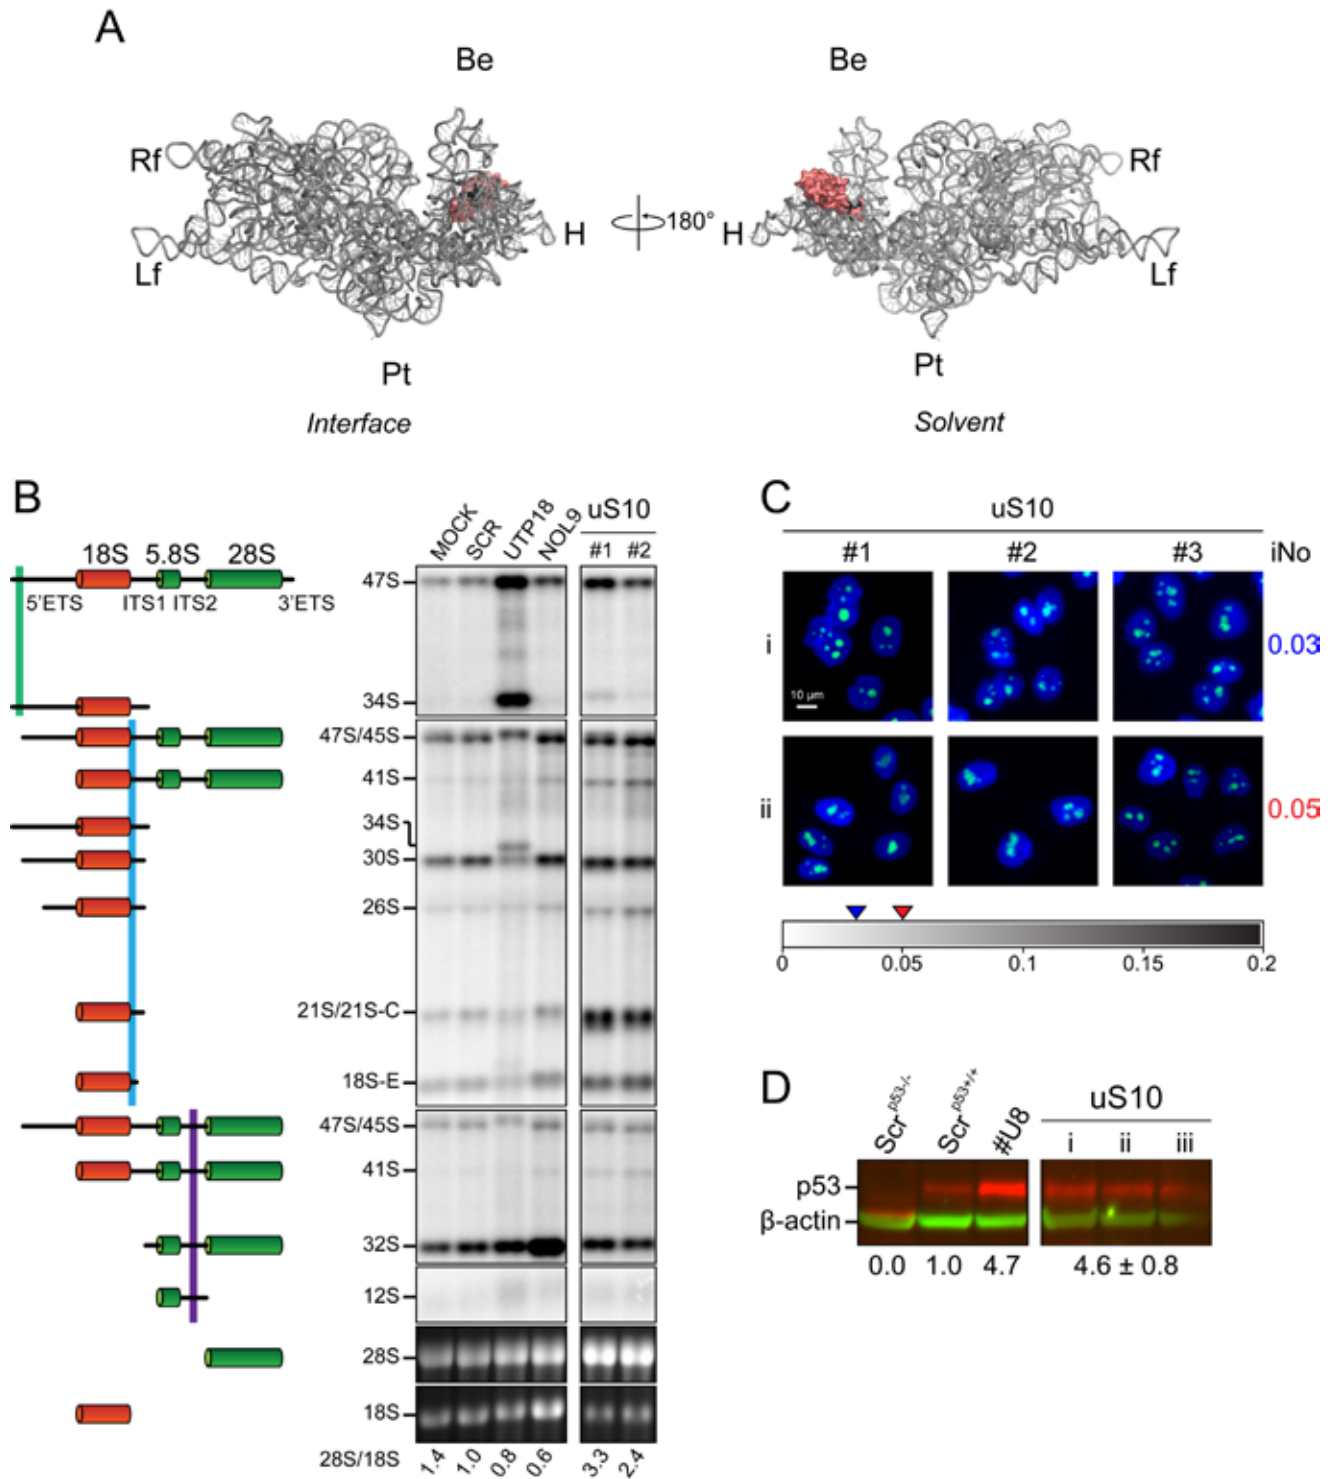 A
Be
Be
Rf
Rf
H
180°
H
Lf
Lf
Pt
Pt
Interface
Solvent
B
MOCK
SCR
UTP18
NOL9
uS10
#1 #2
18S 5.8S 28S
5'ETS ITS1 ITS2 3'ETS
47S
34S
47S/45S
41S
34S
30S
26S
21S/21S-C
18S-E
47S/45S
41S
32S
12S
28S
18S
28S/18S 1.4 1.0 0.8 0.6 3.3 2.4
C
uS10
#1 #2 #3 iNo
i 0.03
10 µm
ii 0.05
0 0.05 0.1 0.15 0.2
D
Scr p53-/-
Scr p53+/+
#U8
uS10
i ii iii
p53
β-actin
0.0 1.0 4.7 4.6 ± 0.8